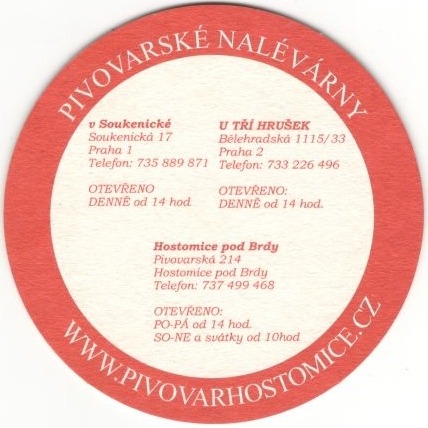 PIVOVARSKÉ NALÉVÁRNY
v Soukenické
Soukenická 17
Praha 1
Telefon: 735 889 871
OTEVŘENO
DENNĚ od 14 hod.
U TŘÍ HRUŠEK
Bělehradská 1115/33
Praha 2
Telefon: 733 226 496
OTEVŘENO:
DENNĚ od 14 hod.
Hostomice pod Brdy
Pivovarská 214
Hostomice pod Brdy
Telefon: 737 499 468
OTEVŘENO:
PO-PÁ od 14 hod.
SO-NE a svátky od 10hod
WWW.PIVOVARHOSTOMICE.CZ